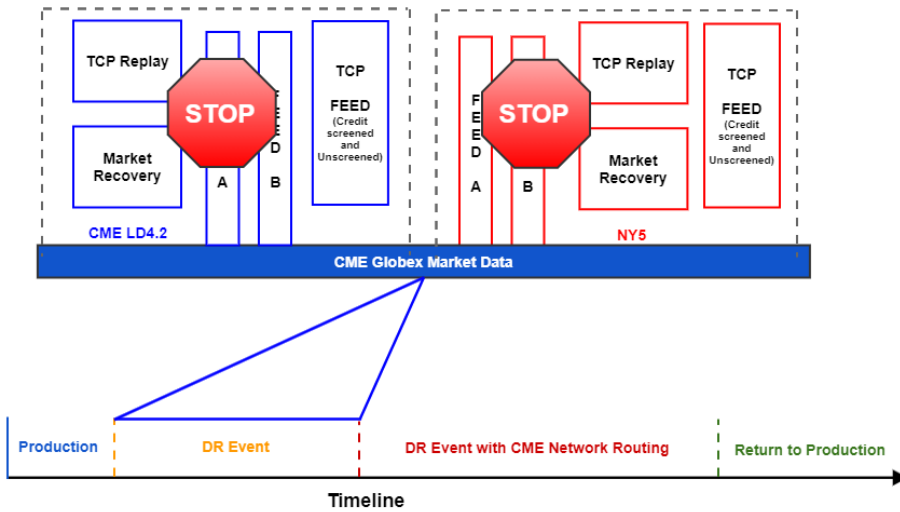 TCP Replay
Market
Recovery
STOP
A
FEED B
TCP
FEED
(Credit
screened
and
Unscreened)
CME LD4.2
FEED A
STOP
B
TCP Replay
Market
Recovery
TCP
FEED
(Credit
screened
and
Unscreened)
NY5
CME Globex Market Data
Production
DR Event
DR Event with CME Network Routing
Return to Production
Timeline